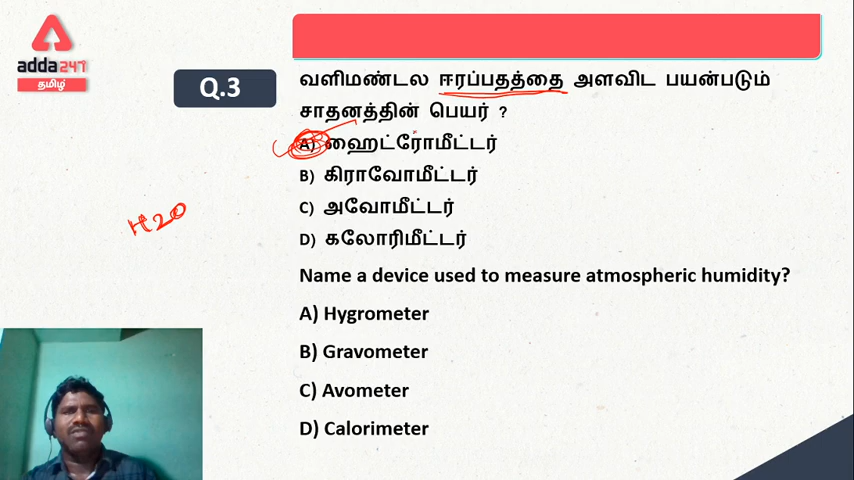 adda247
தமிழ்
Q.3
வளிமண்டல ஈரப்பதத்தை அளவிட பயன்படும்
சாதனத்தின் பெயர் ?
A) ஹைட்ரோமீட்டர்
B) கிராவோமீட்டர்
C) அவோமீட்டர்
D) கலோரிமீட்டர்
H2O
Name a device used to measure atmospheric humidity?
A) Hygrometer
B) Gravometer
C) Avometer
D) Calorimeter